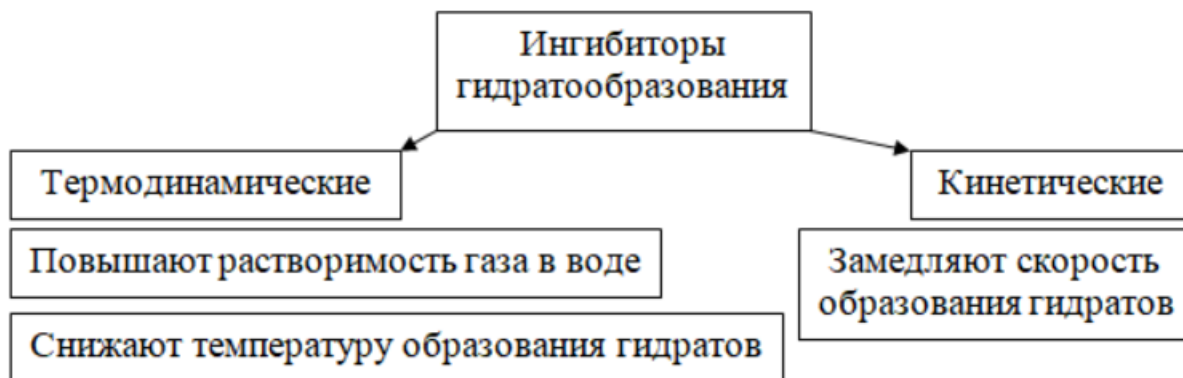 Ингибиторы
гидратообразования
Термодинамические
Кинетические
Повышают растворимость газа в воде
Замедляют скорость
образования гидратов
Снижают температуру образования гидратов